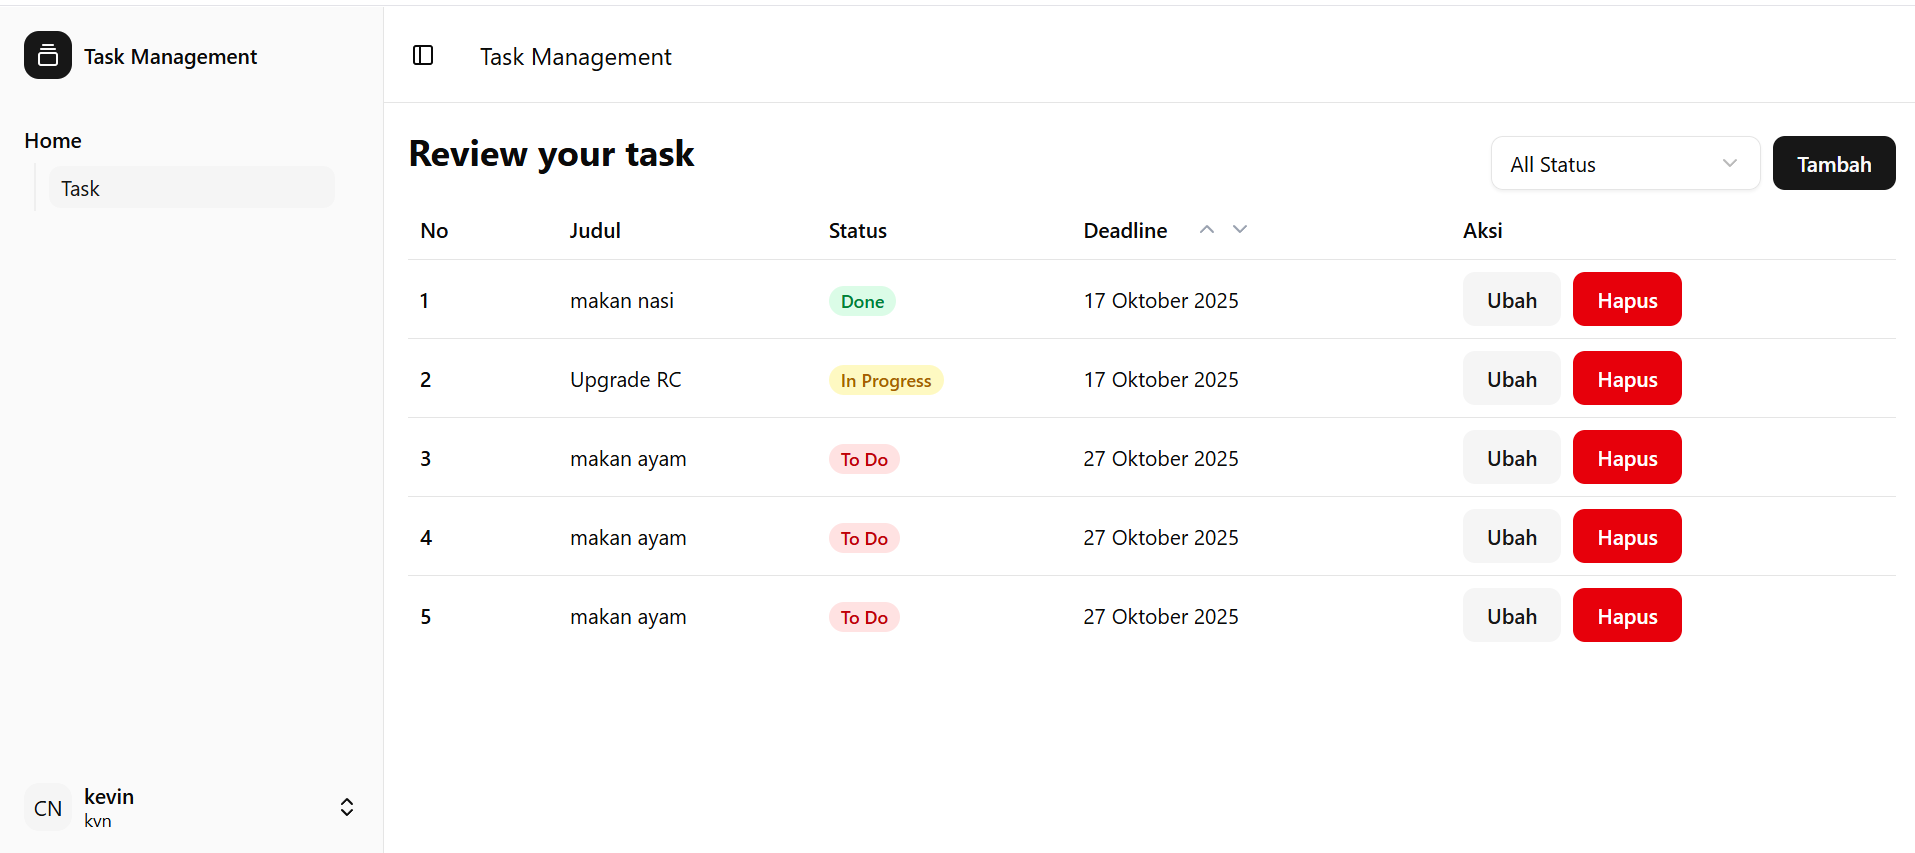 Task Management
Home
Task
kevin
CN
kvn
Task Management
Review your task
All Status
Tambah
No Judul Status Deadline Aksi
1 makan nasi Done 17 Oktober 2025 Ubah Hapus
2 Upgrade RC In Progress 17 Oktober 2025 Ubah Hapus
3 makan ayam To Do 27 Oktober 2025 Ubah Hapus
4 makan ayam To Do 27 Oktober 2025 Ubah Hapus
5 makan ayam To Do 27 Oktober 2025 Ubah Hapus